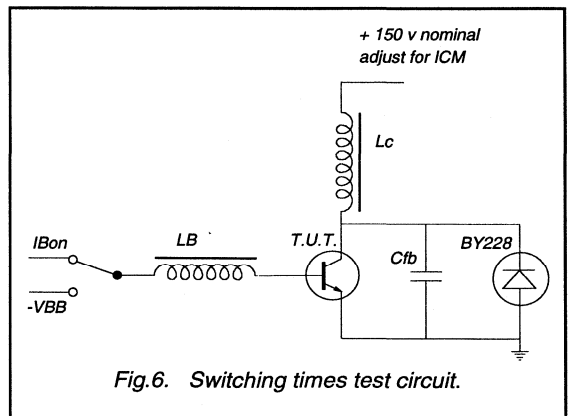 + 150 v nominal
adjust for ICM
Lc
IBon
LB
T.U.T.
Cfb
BY228
-VBB
Fig.6. Switching times test circuit.